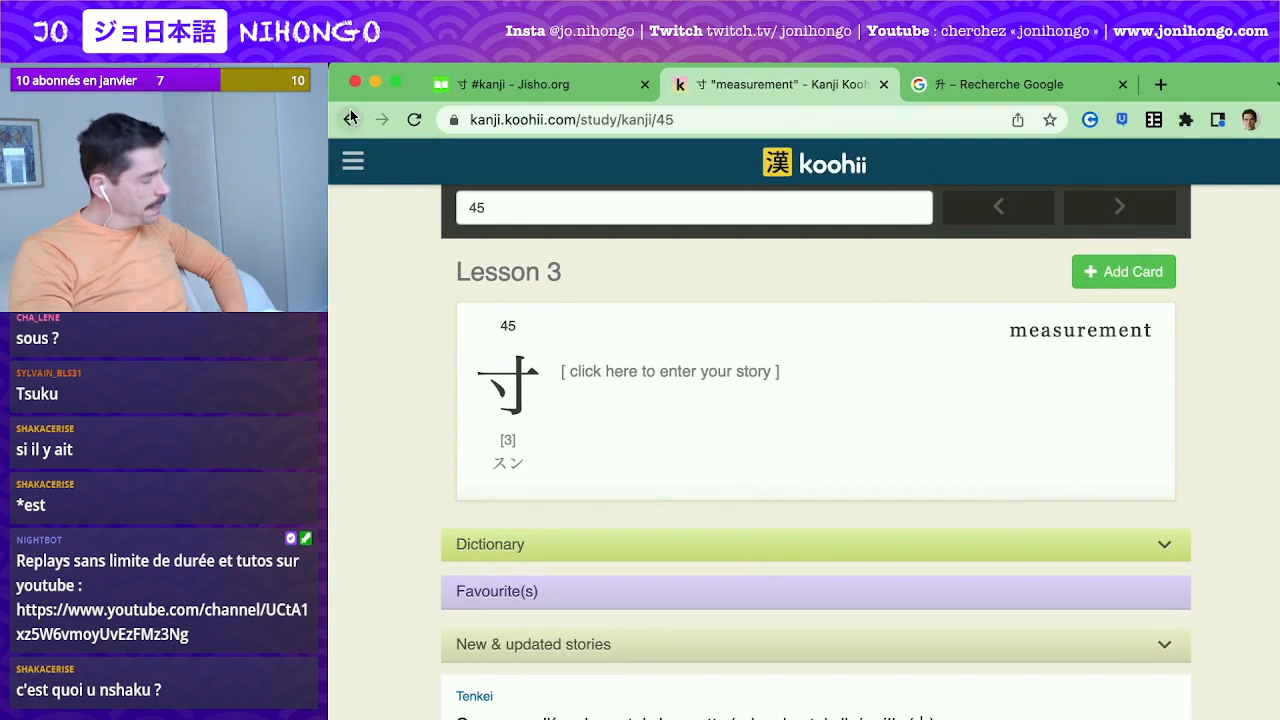 JO ジョ日本語 NIHONGO
Insta @jo.nihongo | Twitch twitch.tv/ jonihongo | Youtube : cherchez « jonihongo » | www.jonihongo.com
10 abonnés en janvier 7 10
寸 #kanji - Jisho.org
寸 "measurement" - Kanji Kooh
升 - Recherche Google
kanji.koohii.com/study/kanji/45
漢 koohii
45
Lesson 3
Add Card
45
measurement
寸
[ click here to enter your story ]
[3]
スン
Dictionary
Favourite(s)
New & updated stories
Tenkei
CHA_LENE
sous ?
SYLVAIN_BLS31
Tsuku
SHAKACERISE
si il y ait
SHAKACERISE
*est
NIGHTBOT
Replays sans limite de durée et tutos sur
youtube :
https://www.youtube.com/channel/UCtA1
xz5W6vmoyUvEzFMz3Ng
SHAKACERISE
c'est quoi u nshaku ?